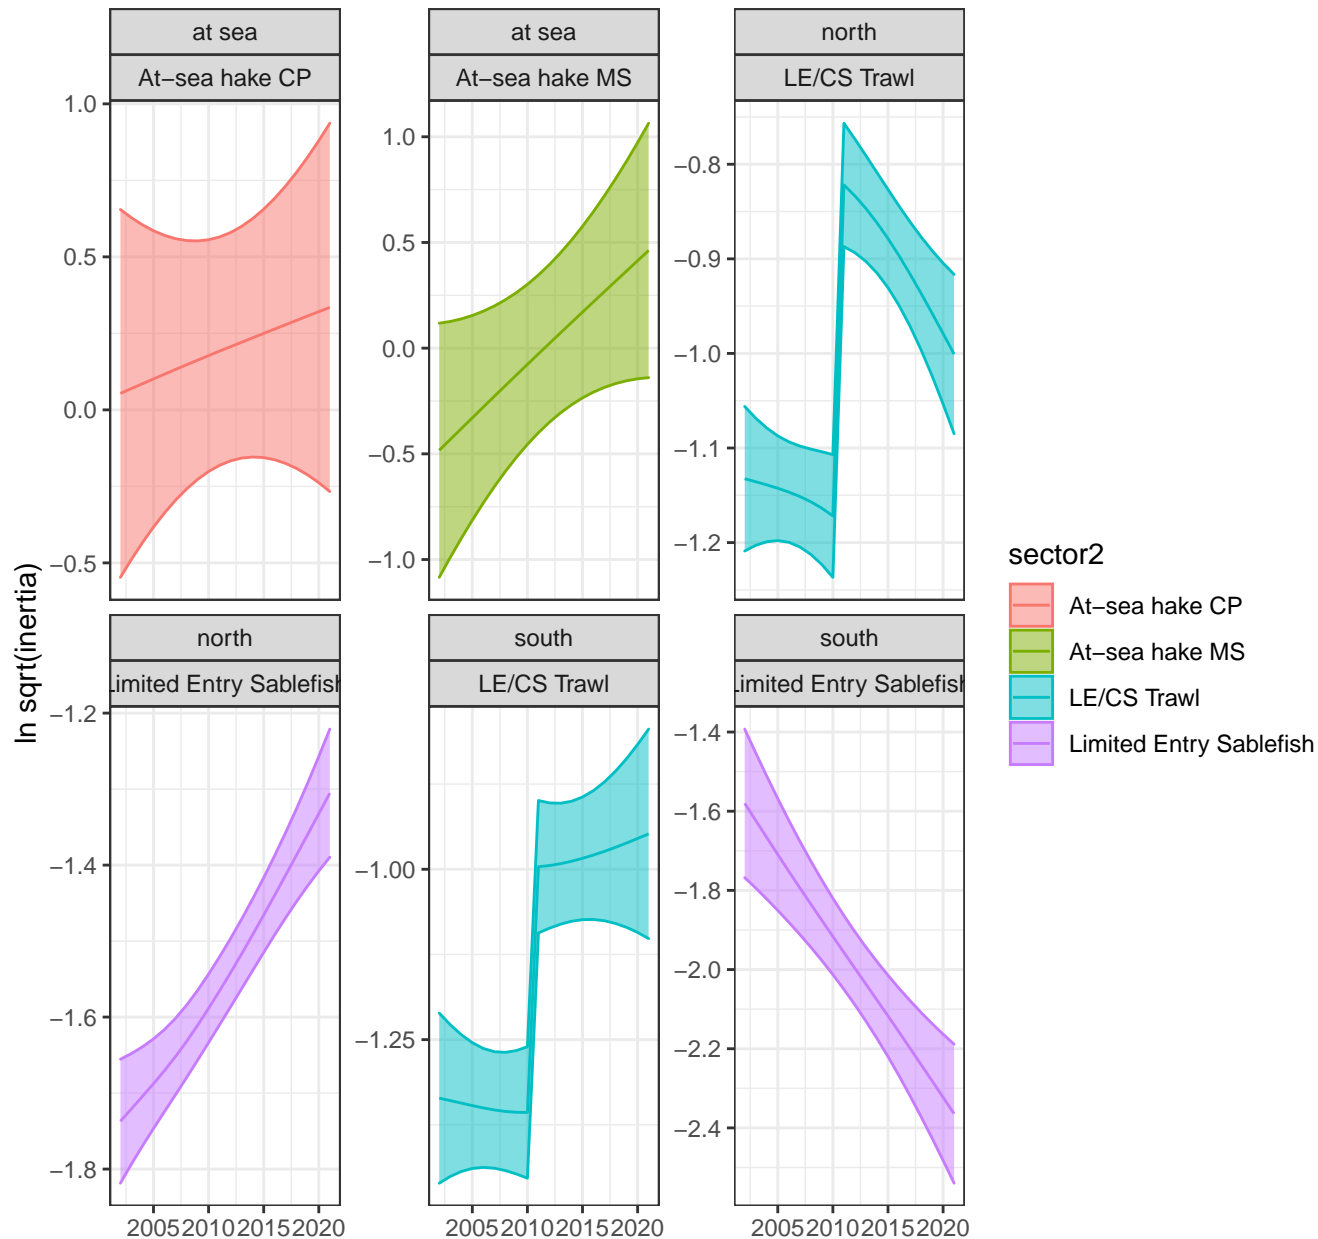 at sea
At−sea hake CP
1.0
0.5
0.0
−0.5
at sea
At−sea hake MS
1.0
0.5
0.0
−0.5
−1.0
north
LE/CS Trawl
−0.8
−0.9
−1.0
−1.1
−1.2
ln sqrt(inertia)
north
Limited Entry Sablefish
−1.2
−1.4
−1.6
−1.8
2005 2010 2015 2020
south
LE/CS Trawl
−1.00
−1.25
2005 2010 2015 2020
south
Limited Entry Sablefish
−1.4
−1.6
−1.8
−2.0
−2.2
−2.4
2005 2010 2015 2020
sector2
At−sea hake CP
At−sea hake MS
LE/CS Trawl
Limited Entry Sablefish